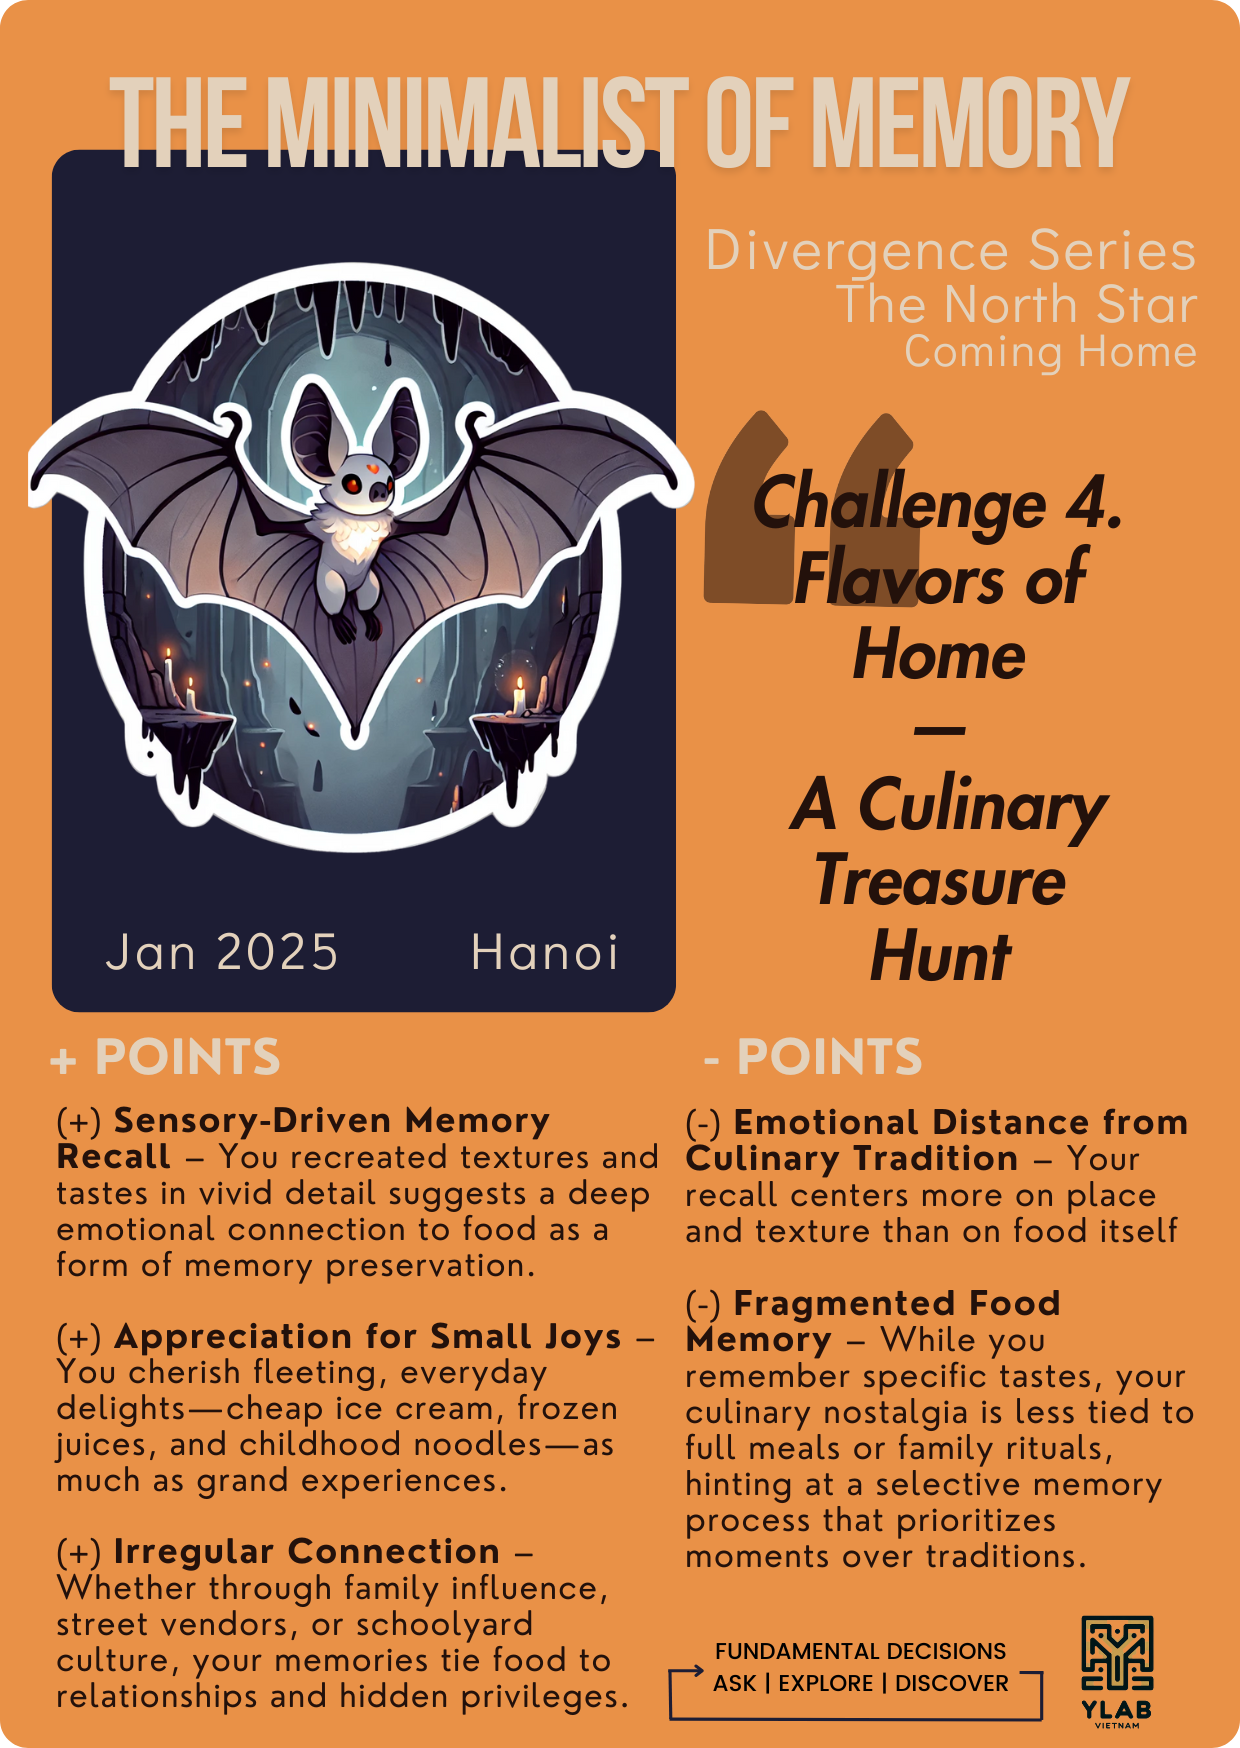 THE MINIMALIST OF MEMORY
Divergence Series
The North Star
Coming Home
Challenge 4.
Flavors of
Home
—
A Culinary
Treasure
Hunt
Jan 2025 Hanoi
+ POINTS
(+) Sensory-Driven Memory
Recall – You recreated textures and
tastes in vivid detail suggests a deep
emotional connection to food as a
form of memory preservation.
(+) Appreciation for Small Joys –
You cherish fleeting, everyday
delights—cheap ice cream, frozen
juices, and childhood noodles—as
much as grand experiences.
(+) Irregular Connection –
Whether through family influence,
street vendors, or schoolyard
culture, your memories tie food to
relationships and hidden privileges.
- POINTS
(-) Emotional Distance from
Culinary Tradition – Your
recall centers more on place
and texture than on food itself
(-) Fragmented Food
Memory – While you
remember specific tastes, your
culinary nostalgia is less tied to
full meals or family rituals,
hinting at a selective memory
process that prioritizes
moments over traditions.
FUNDAMENTAL DECISIONS
ASK | EXPLORE | DISCOVER
YLAB
VIETNAM